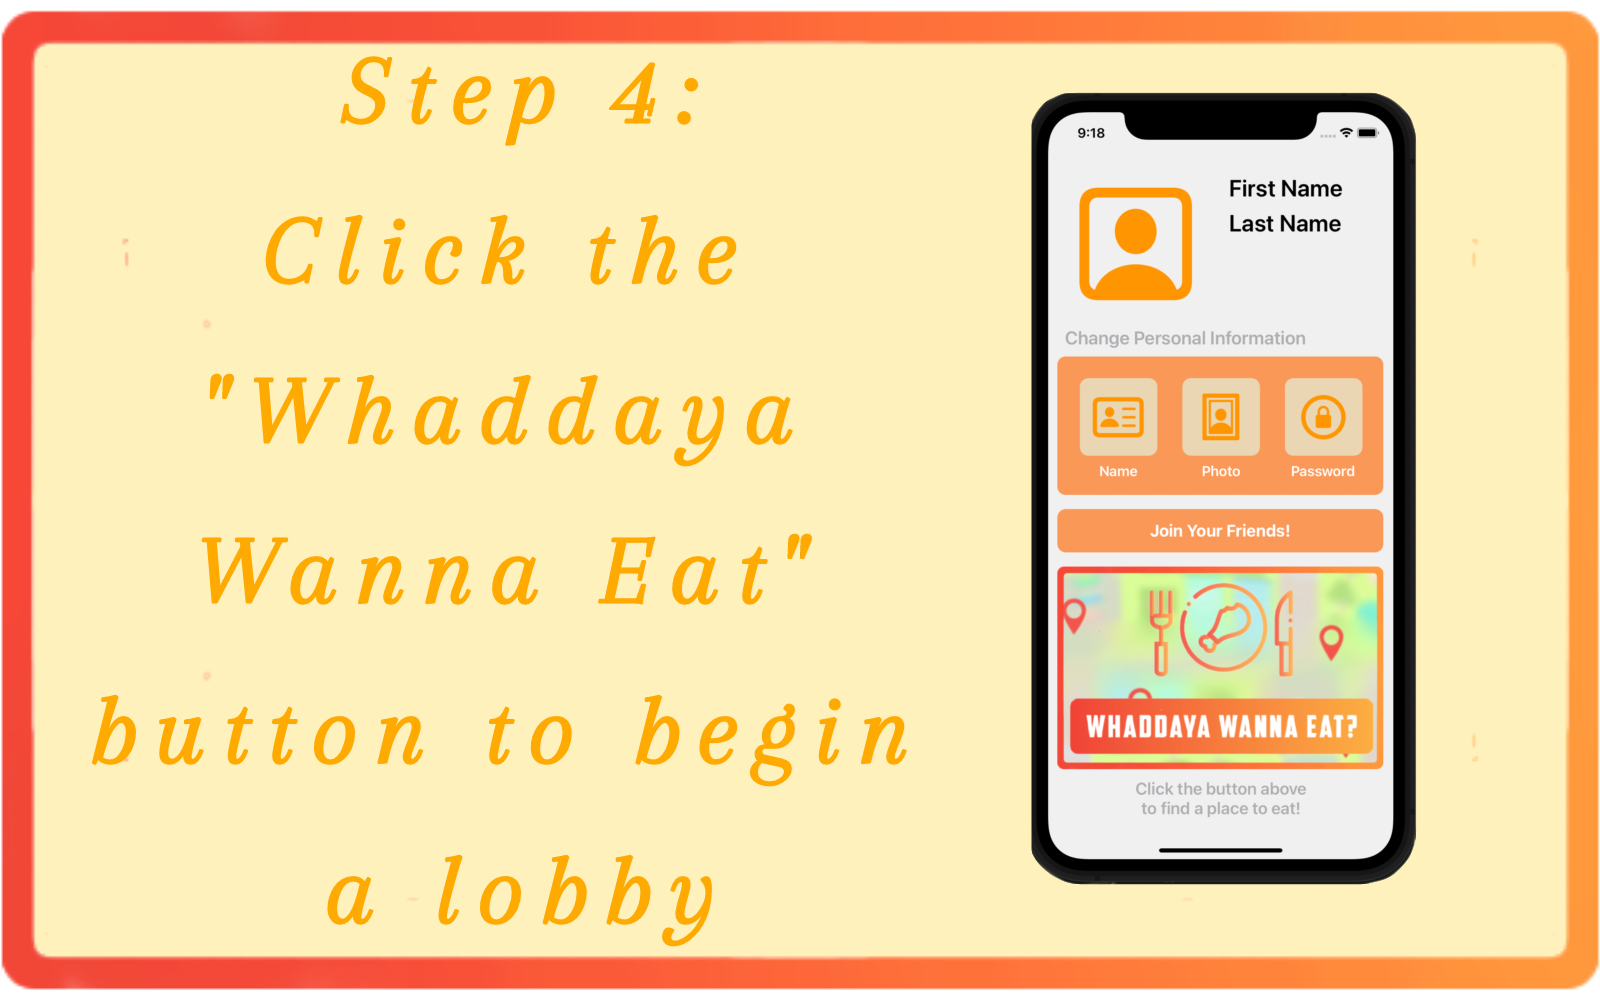 Step 4:
Click the
"Whaddaya
Wanna Eat"
button to begin
a lobby
9:18
First Name
Last Name
Change Personal Information
Name Photo Password
Join Your Friends!
WHADDAYA WANNA EAT?
Click the button above
to find a place to eat!